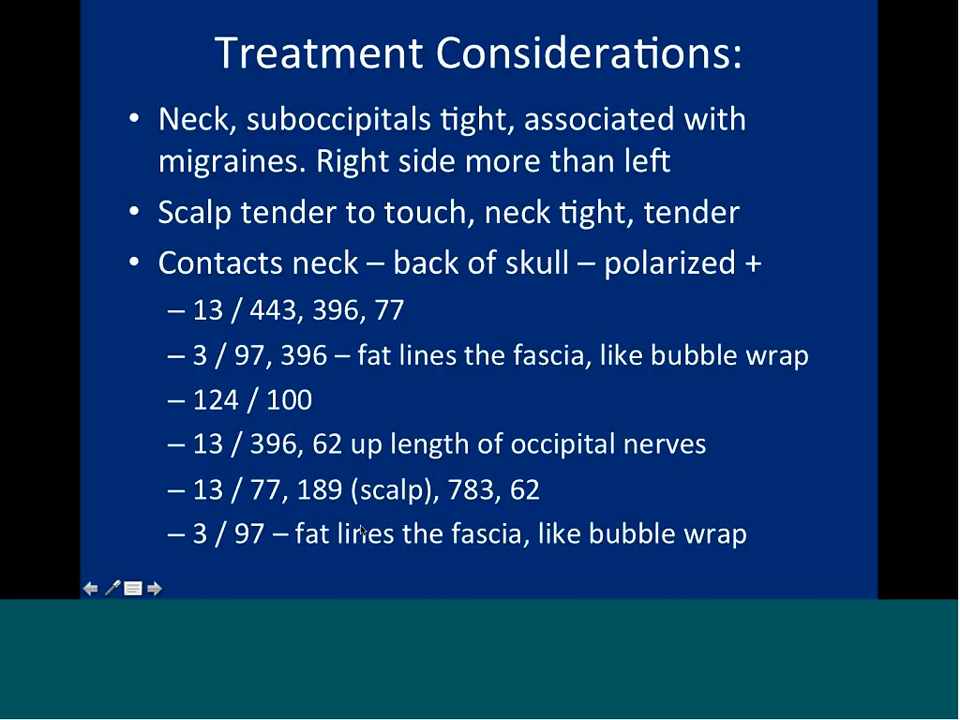 Treatment Considerations:
• Neck, suboccipitals tight, associated with
migraines. Right side more than left
• Scalp tender to touch, neck tight, tender
• Contacts neck – back of skull – polarized +
– 13 / 443, 396, 77
– 3 / 97, 396 – fat lines the fascia, like bubble wrap
– 124 / 100
– 13 / 396, 62 up length of occipital nerves
– 13 / 77, 189 (scalp), 783, 62
– 3 / 97 – fat lines the fascia, like bubble wrap